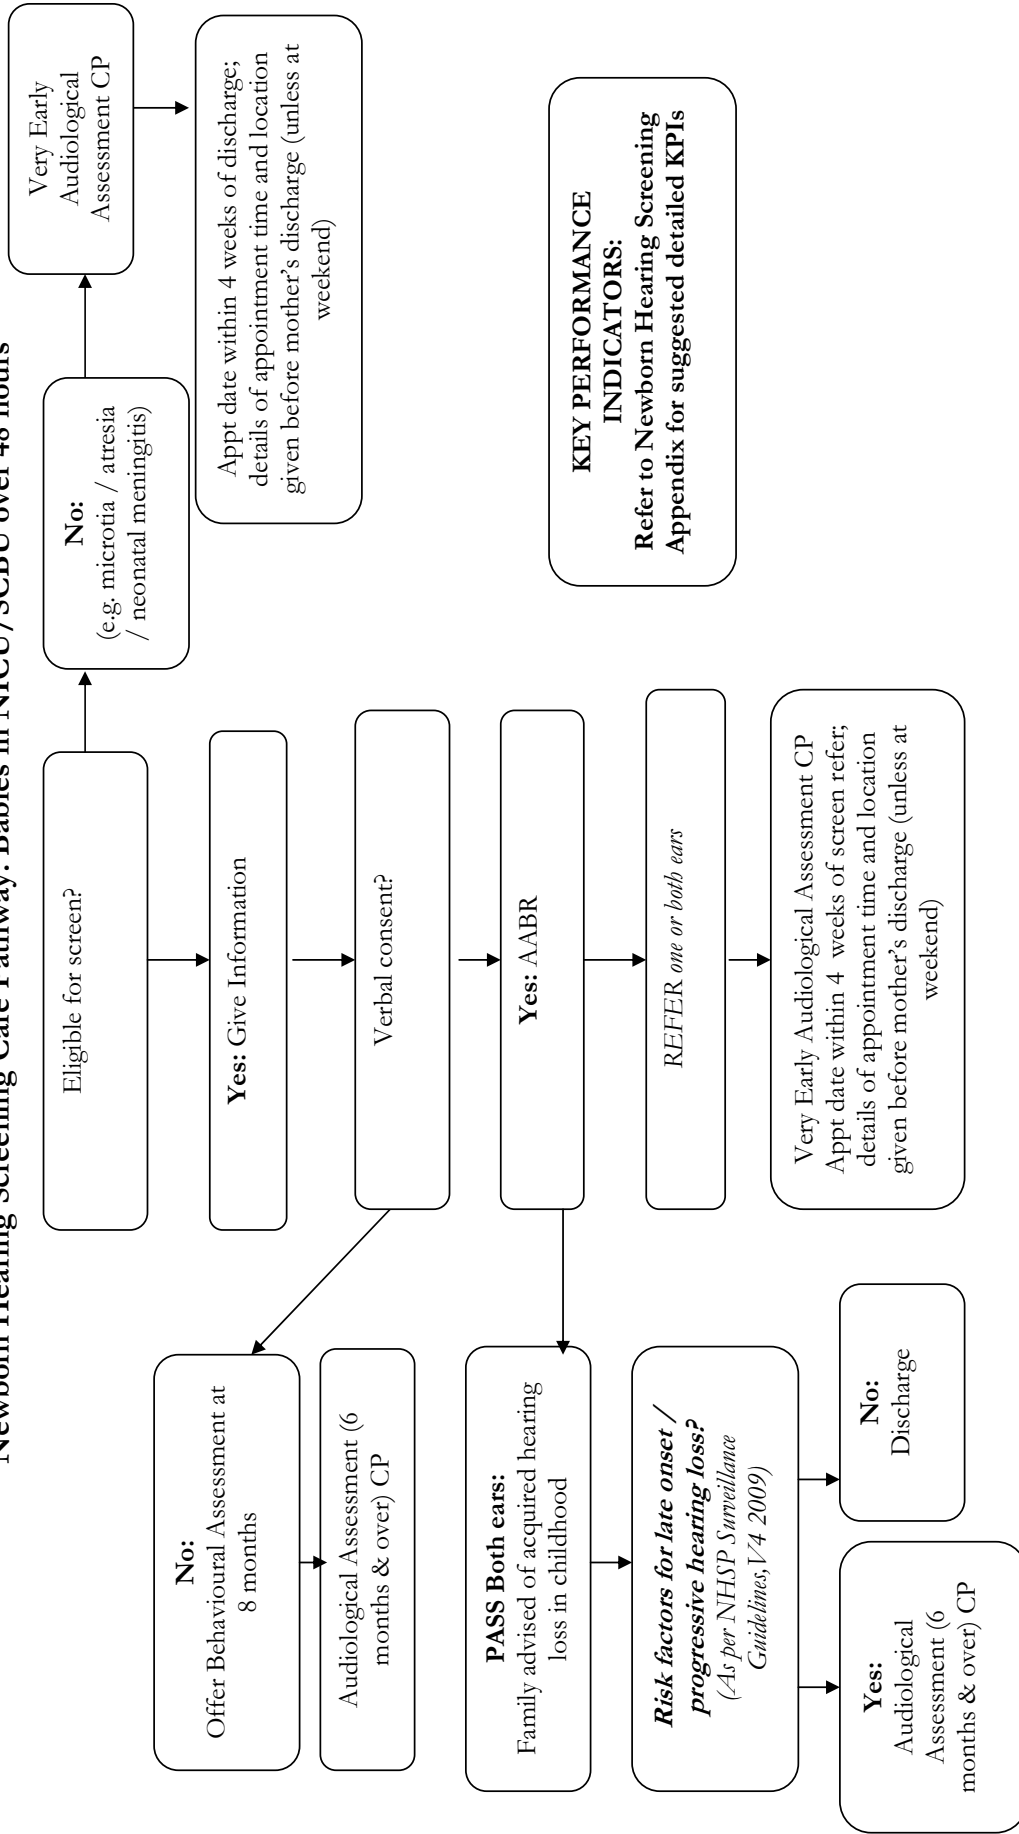 Newborn Hearing Screening Care Pathway: Babies in NICU/SCBU over 48 hours
Eligible for screen?
No:
(e.g. microtia / atresia
/ neonatal meningitis)
Very Early
Audiological
Assessment CP
Appt date within 4 weeks of discharge;
details of appointment time and location
given before mother's discharge (unless at
weekend)
Yes: Give Information
Verbal consent?
No:
Offer Behavioural Assessment at
8 months
Audiological Assessment (6
months & over) CP
Yes: AABR
PASS Both ears:
Family advised of acquired hearing
loss in childhood
Risk factors for late onset /
progressive hearing loss?
(As per NHSP Surveillance
Guidelines, V4 2009)
Yes:
Audiological
Assessment (6
months & over) CP
No:
Discharge
REFER one or both ears
Very Early Audiological Assessment CP
Appt date within 4 weeks of screen refer;
details of appointment time and location
given before mother's discharge (unless at
weekend)
KEY PERFORMANCE
INDICATORS:
Refer to Newborn Hearing Screening
Appendix for suggested detailed KPIs